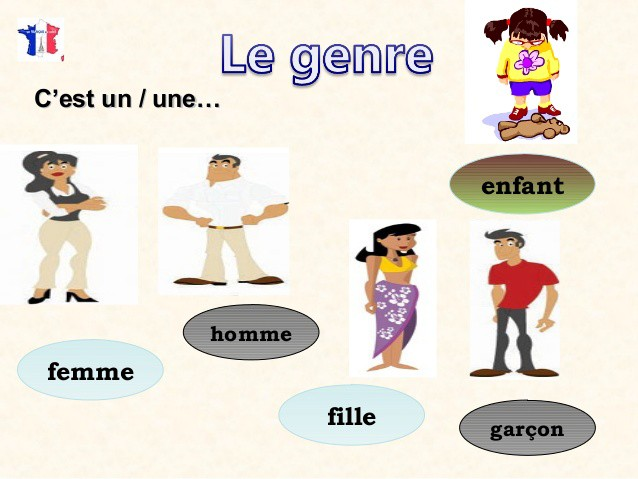 Le genre
C’est un / une…
enfant
homme
femme
fille
garçon